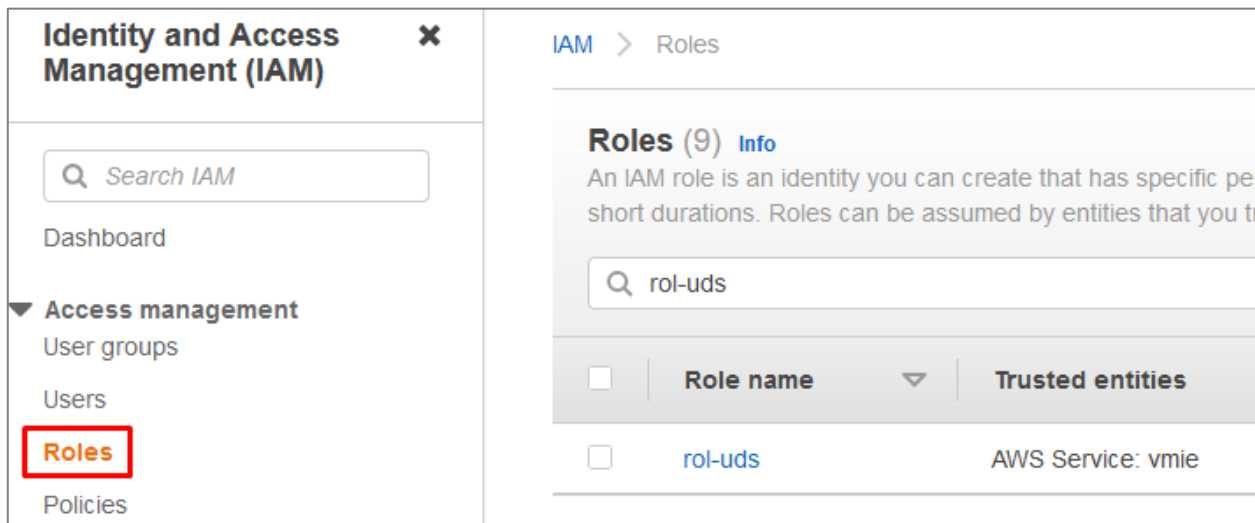 Identity and Access
Management (IAM)
Search IAM
Dashboard
Access management
User groups
Users
Roles
Policies
IAM > Roles
Roles (9) Info
An IAM role is an identity you can create that has specific
short durations. Roles can be assumed by entities that you
rol-uds
Role name
Trusted entities
rol-uds
AWS Service: vmie